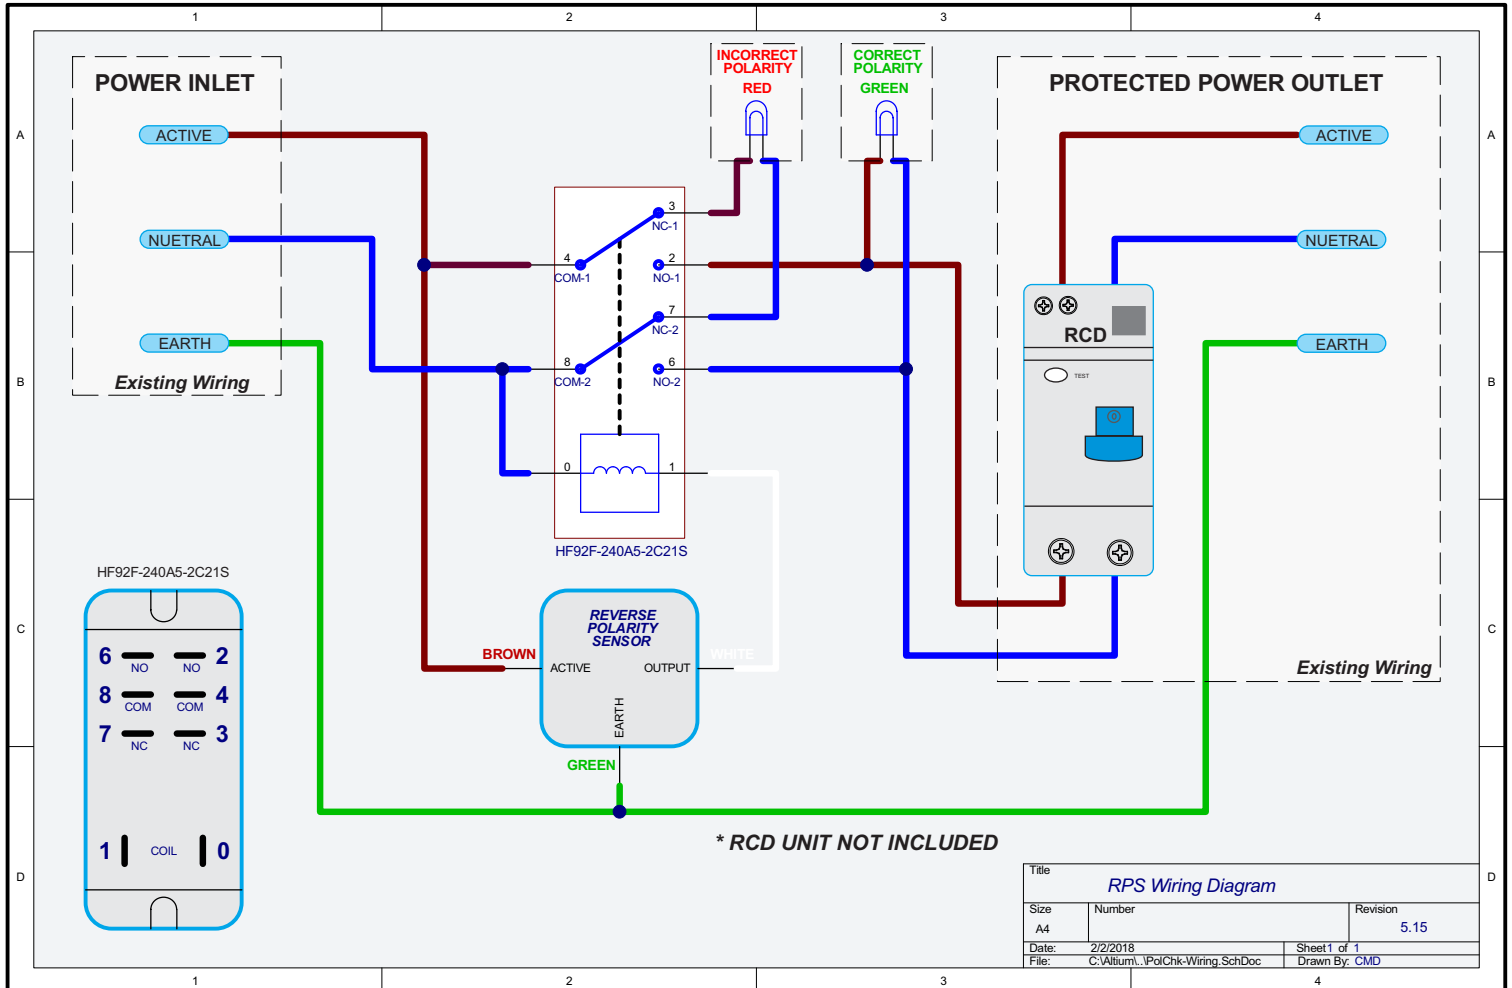 1 2 3 4
A A
B B
C C
D D
POWER INLET
ACTIVE
NUETRAL
EARTH
Existing Wiring
INCORRECT
POLARITY
RED
CORRECT
POLARITY
GREEN
PROTECTED POWER OUTLET
ACTIVE
NUETRAL
EARTH
RCD
TEST
Existing Wiring
3
NC-1
4 2
COM-1 NO-1
7
NC-2
8 6
COM-2 NO-2
0 1
HF92F-240A5-2C21S
HF92F-240A5-2C21S
6 NO NO 2
8 COM COM 4
7 NC NC 3
1 COIL 0
REVERSE
POLARITY
SENSOR
BROWN ACTIVE OUTPUT WHITE
EARTH
GREEN
* RCD UNIT NOT INCLUDED
Title
RPS Wiring Diagram
Size Number Revision
A4 5.15
Date: 2/2/2018 Sheet 1 of 1
File: C:\Altium\..\PolChk-Wiring.SchDoc Drawn By: CMD
1 2 3 4